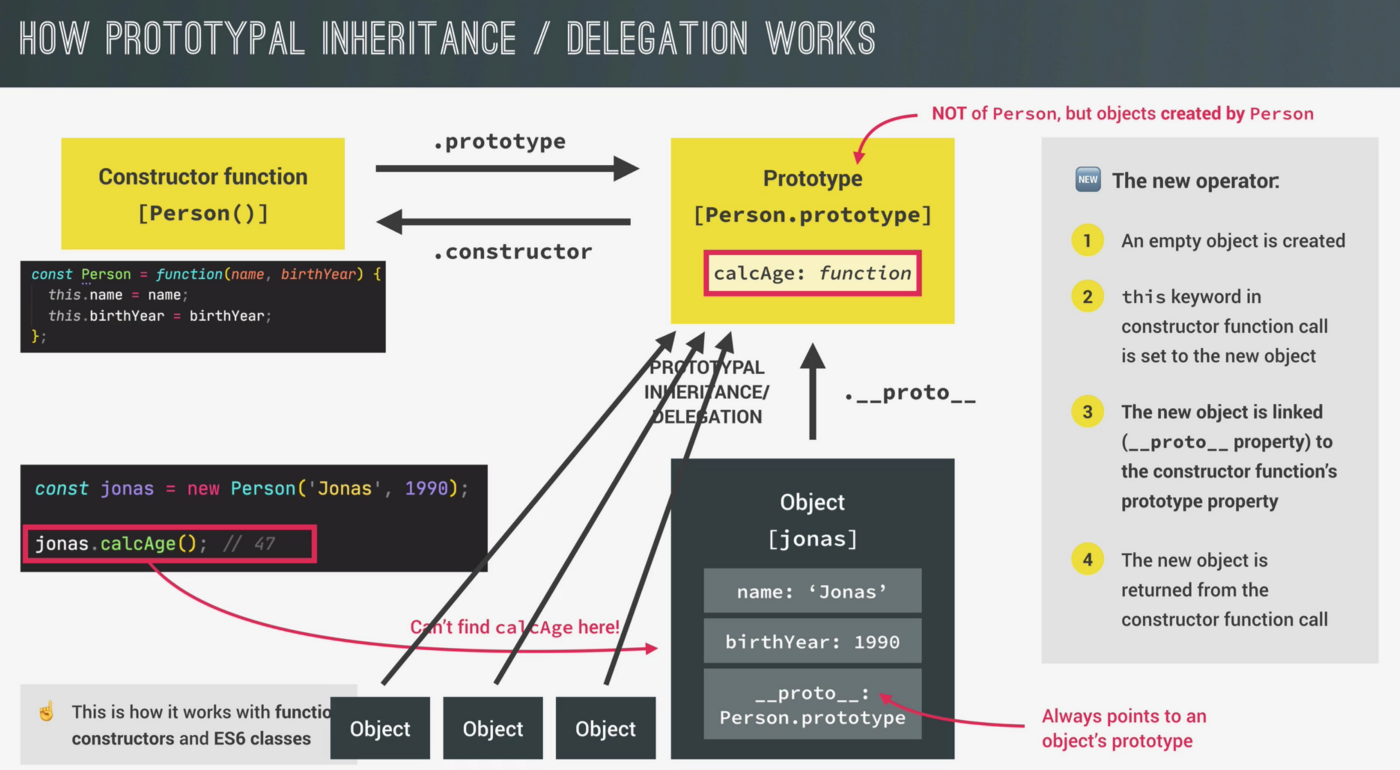 HOW PROTOTYPAL INHERITANCE / DELEGATION WORKS
NOT of Person, but objects created by Person
Constructor function
[Person()]
.prototype
.constructor
Prototype
[Person.prototype]
calcAge: function
const Person = function(name, birthYear) {
this.name = name;
this.birthYear = birthYear;
};
PROTOTYPAL
INHERITANCE/
DELEGATION
.__proto__
const jonas = new Person('Jonas', 1990);
jonas.calcAge(); // 47
Can't find calcAge here!
Object
[jonas]
name: ‘Jonas’
birthYear: 1990
__proto__:
Person.prototype
Always points to an
object's prototype
☝ This is how it works with functio
constructors and ES6 classes
Object
Object
Object
NEW The new operator:
1 An empty object is created
2 this keyword in
constructor function call
is set to the new object
3 The new object is linked
(__proto__ property) to
the constructor function's
prototype property
4 The new object is
returned from the
constructor function call